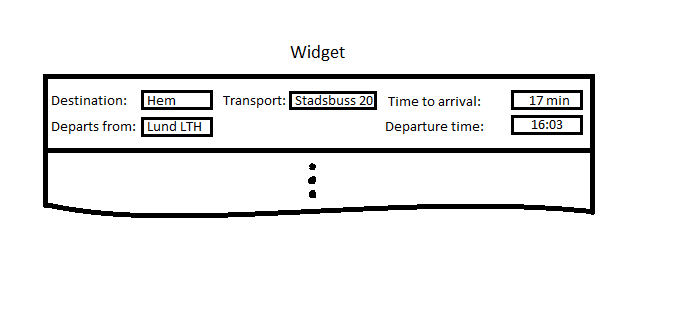 Widget
Destination: Hem Transport: Stadsbuss 20 Time to arrival: 17 min
Departs from: Lund LTH Departure time: 16:03